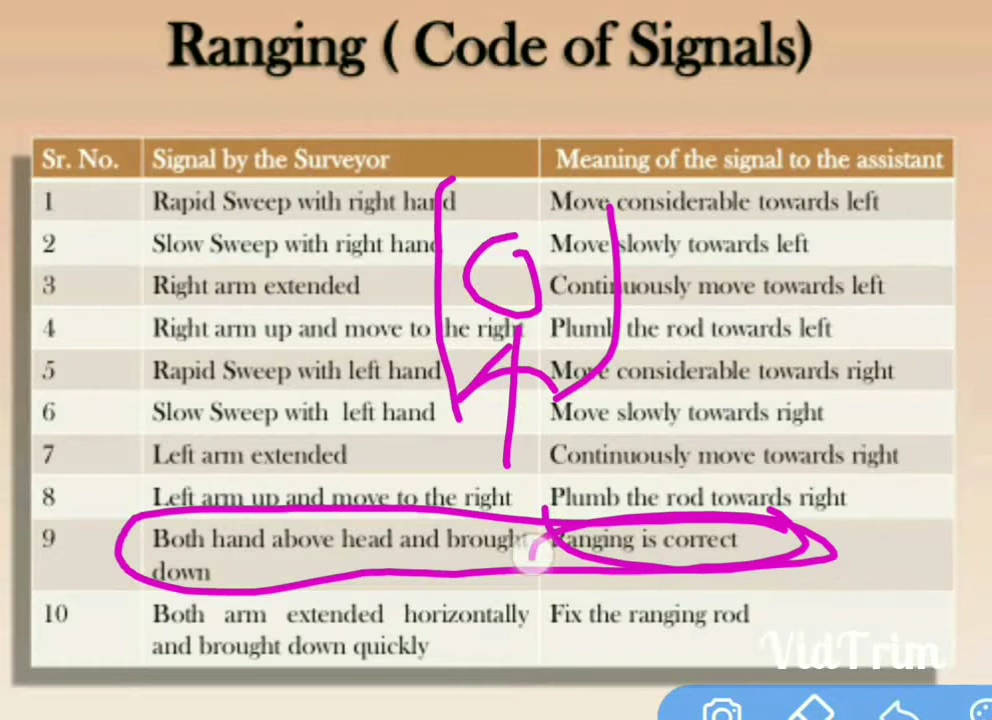 Ranging ( Code of Signals)
Sr. No. Signal by the Surveyor Meaning of the signal to the assistant
1 Rapid Sweep with right hand Move considerable towards left
2 Slow Sweep with right hand Move slowly towards left
3 Right arm extended Continuously move towards left
4 Right arm up and move to the right Plumb the rod towards left
5 Rapid Sweep with left hand Move considerable towards right
6 Slow Sweep with left hand Move slowly towards right
7 Left arm extended Continuously move towards right
8 Left arm up and move to the right Plumb the rod towards right
9 Both hand above head and brought Ranging is correct
down
10 Both arm extended horizontally Fix the ranging rod
and brought down quickly
VidTrim